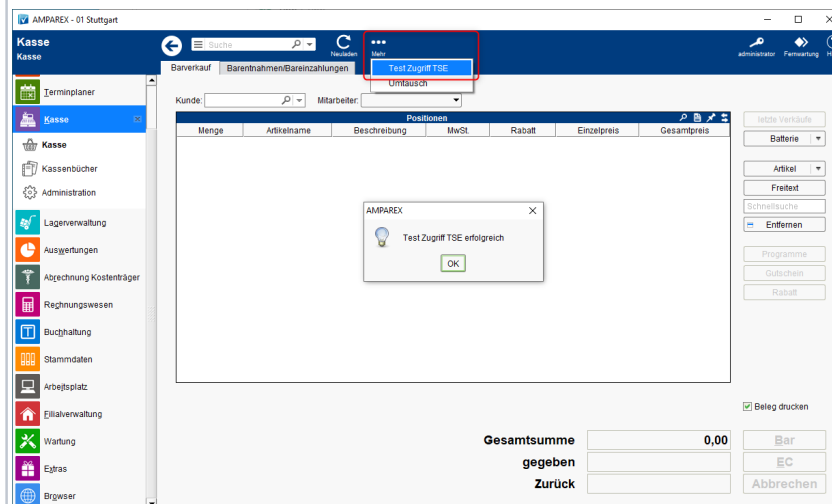 AMPAREX - 01 Stuttgart
Kasse
Kasse
Suche
Neuladen
Mehr
administrator
Fernwartung
Barverkauf
Barentnahmen/Bareinzahlungen
Test Zugriff TSE
Umtausch
Terminplaner
Kasse
Kasse
Kassenbücher
Administration
Lagerverwaltung
Auswertungen
Abrechnung Kostenträger
Rechnungswesen
Buchhaltung
Stammdaten
Arbeitsplatz
Filialverwaltung
Wartung
Extras
Browser
Kunde:
Mitarbeiter:
Positionen
Menge Artikelname Beschreibung MwSt. Rabatt Einzelpreis Gesamtpreis
AMPAREX
Test Zugriff TSE erfolgreich
OK
letzte Verkäufe
Batterie
Artikel
Freitext
Schnellsuche
Entfernen
Programme
Gutschein
Rabatt
Beleg drucken
Gesamtsumme 0,00 Bar
gegeben EC
Zurück Abbrechen